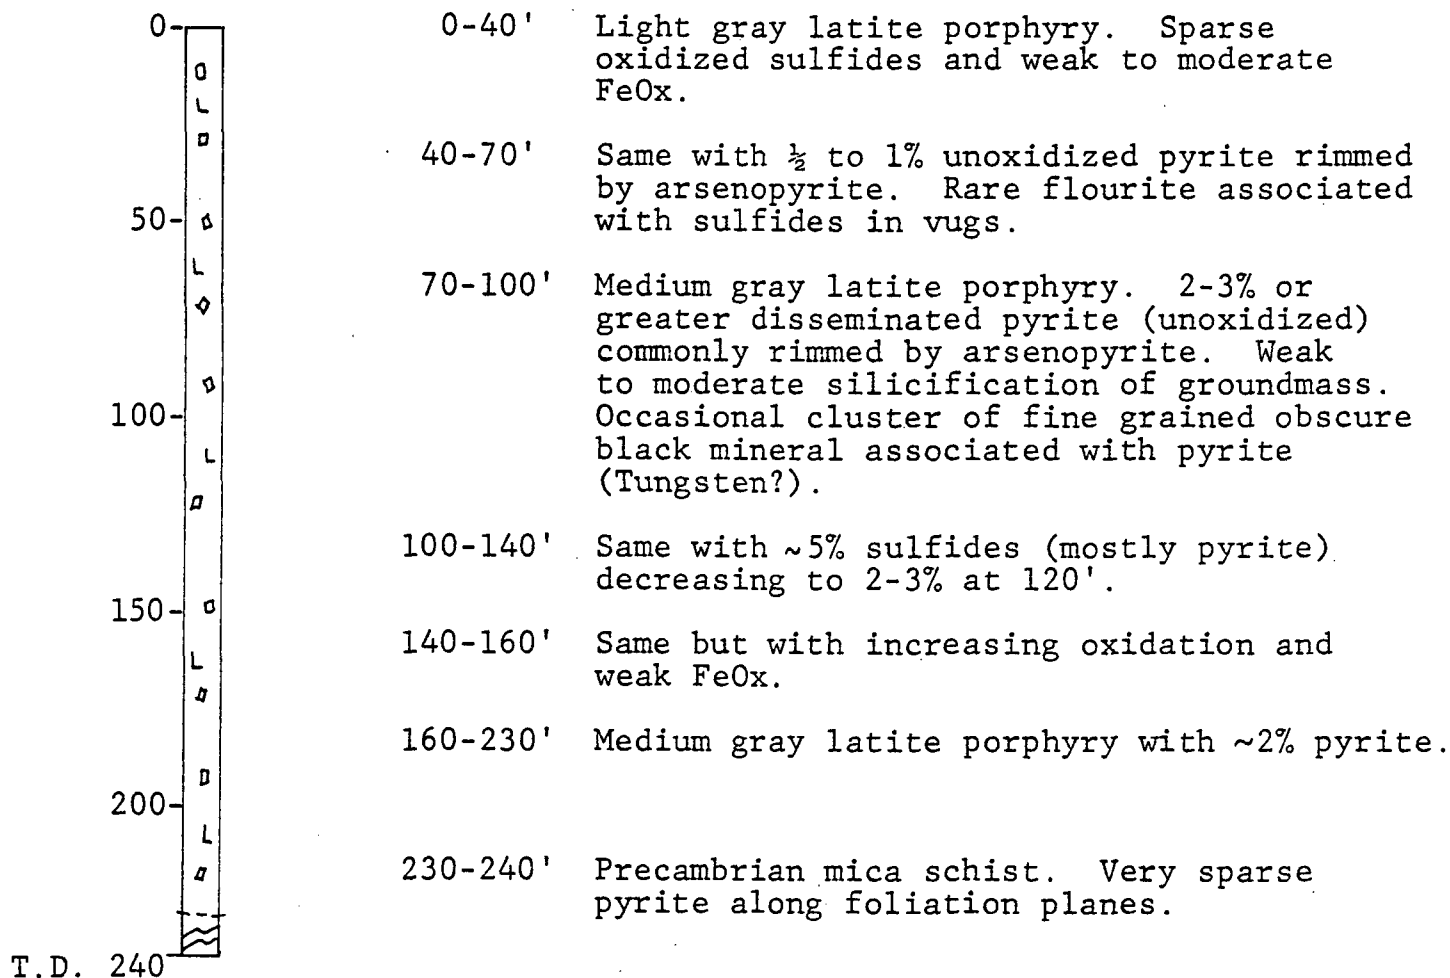 0-
50-
100-
150-
200-
T.D. 240
0-40' Light gray latite porphyry. Sparse
oxidized sulfides and weak to moderate
FeOx.
40-70' Same with ½ to 1% unoxidized pyrite rimmed
by arsenopyrite. Rare flourite associated
with sulfides in vugs.
70-100' Medium gray latite porphyry. 2-3% or
greater disseminated pyrite (unoxidized)
commonly rimmed by arsenopyrite. Weak
to moderate silicification of groundmass.
Occasional cluster of fine grained obscure
black mineral associated with pyrite
(Tungsten?).
100-140' Same with ~5% sulfides (mostly pyrite)
decreasing to 2-3% at 120'.
140-160' Same but with increasing oxidation and
weak FeOx.
160-230' Medium gray latite porphyry with ~2% pyrite.
230-240' Precambrian mica schist. Very sparse
pyrite along foliation planes.